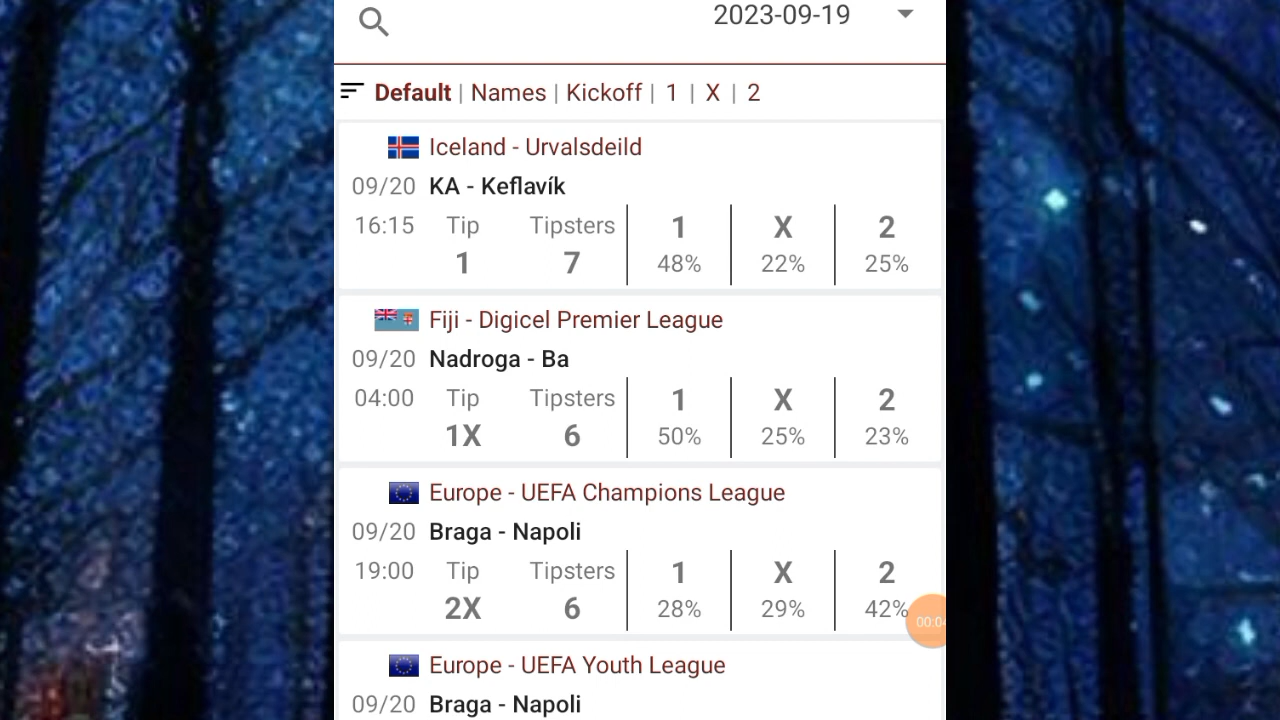 2023-09-19
Default | Names | Kickoff | 1 | X | 2
Iceland - Urvalsdeild
09/20 KA - Keflavík
16:15 Tip Tipsters 1 X 2
1 7 48% 22% 25%
Fiji - Digicel Premier League
09/20 Nadroga - Ba
04:00 Tip Tipsters 1 X 2
1X 6 50% 25% 23%
Europe - UEFA Champions League
09/20 Braga - Napoli
19:00 Tip Tipsters 1 X 2
2X 6 28% 29% 42%
Europe - UEFA Youth League
09/20 Braga - Napoli